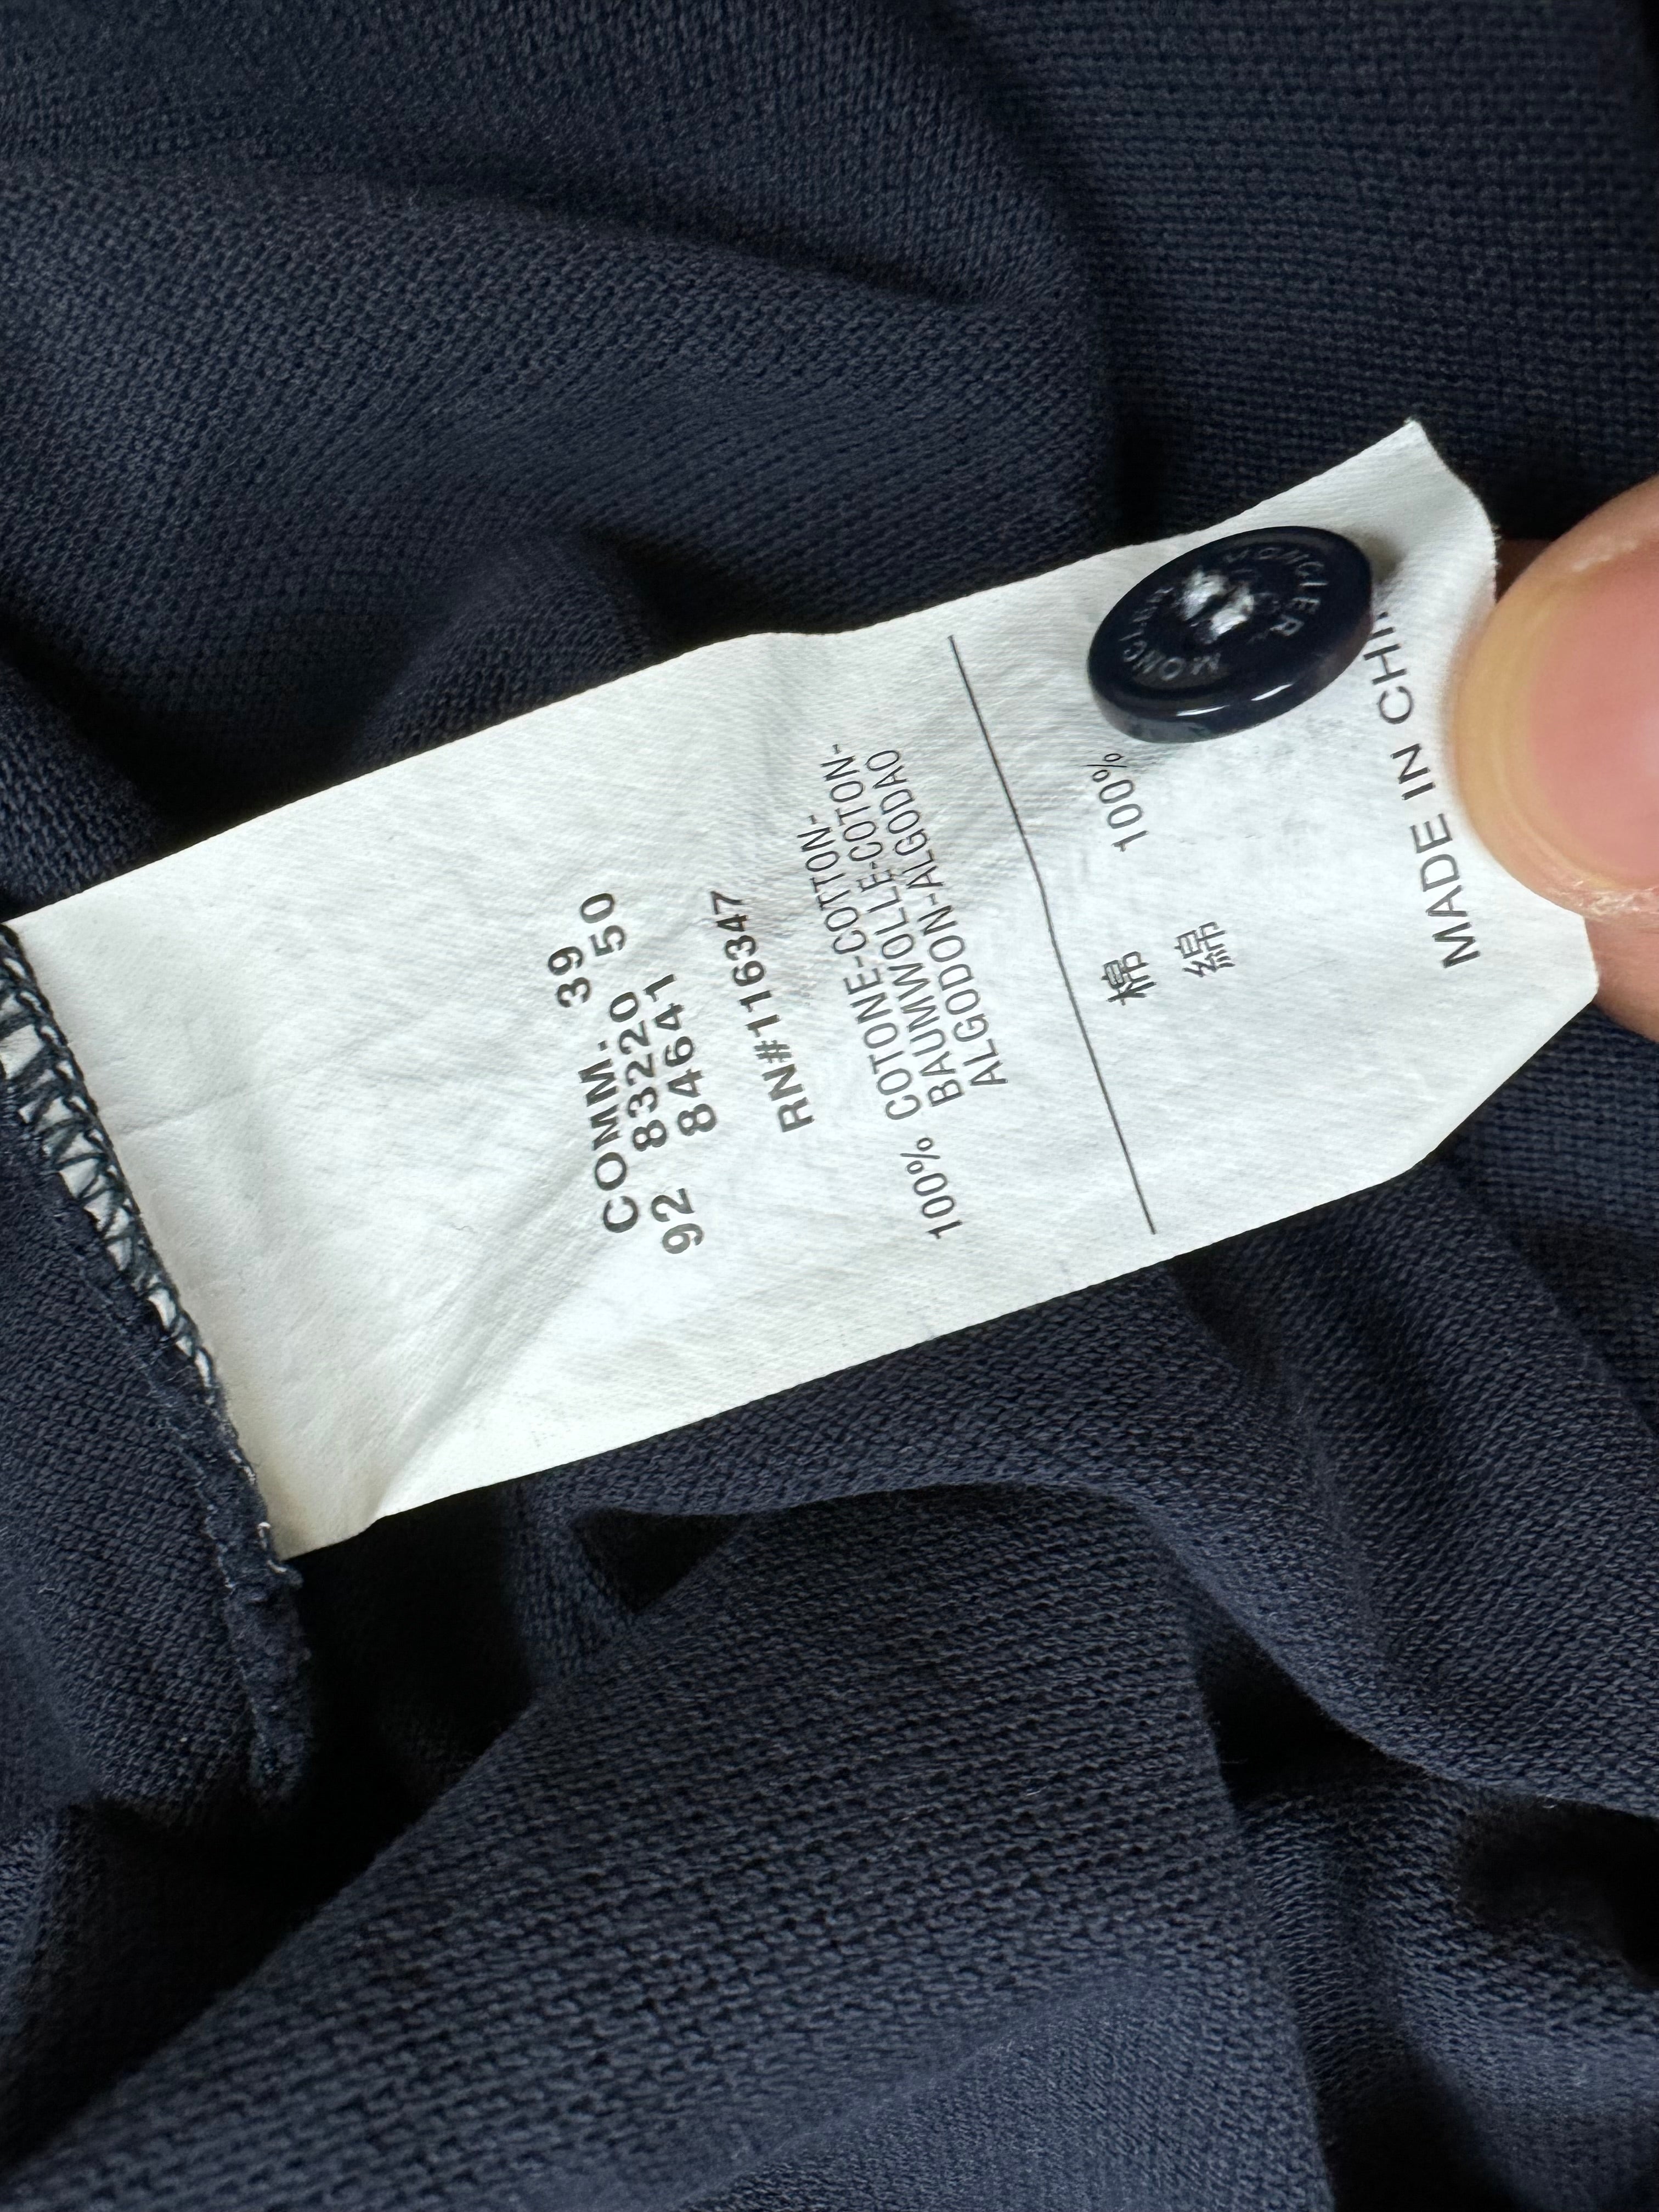 COMM. 39
92 83220 50
84641
RN#116347
100% COTONE-COTTON-
BAUMWOLLE-COTON-
ALGODON-ALGODAO
棉 100%
綿
MONCLER
MADE IN